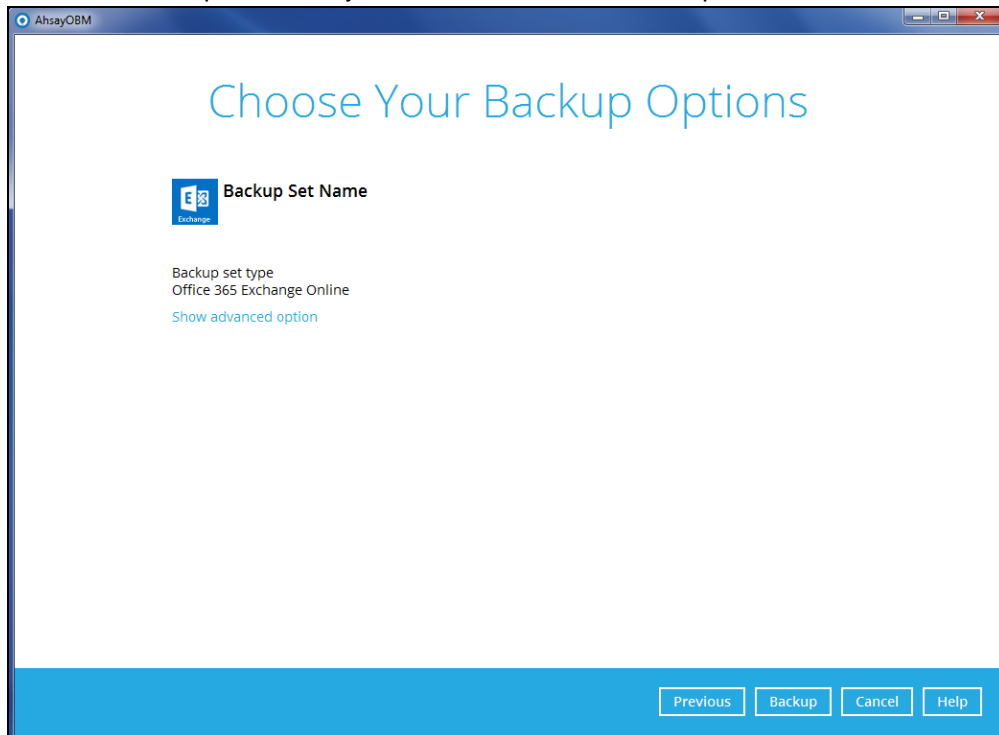 AhsayOBM
Choose Your Backup Options
E
Exchange
Backup Set Name
Backup set type
Office 365 Exchange Online
Show advanced option
Previous Backup Cancel Help